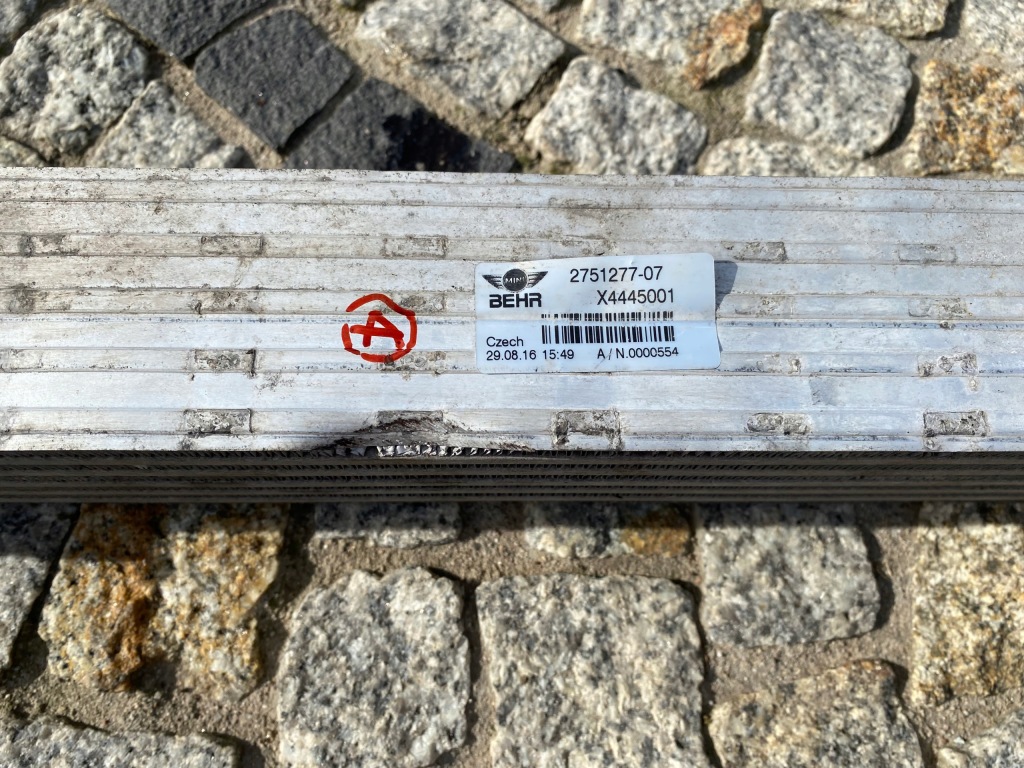 2751277-07
MINI
BEHR
X4445001
Czech
29.08.16 15:49 A/N.0000554
A